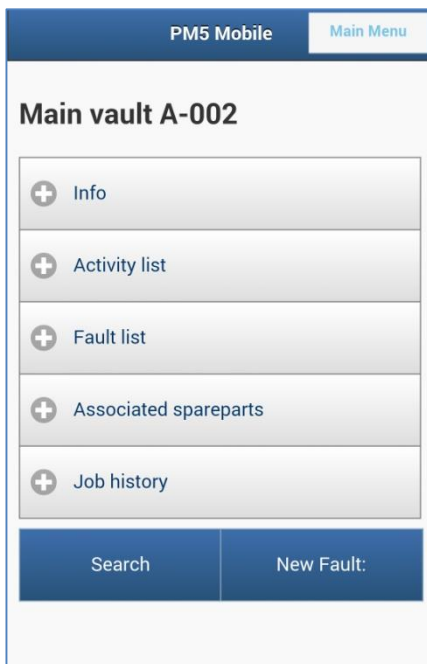 PM5 Mobile Main Menu
Main vault A-002
Info
Activity list
Fault list
Associated spareparts
Job history
Search New Fault: